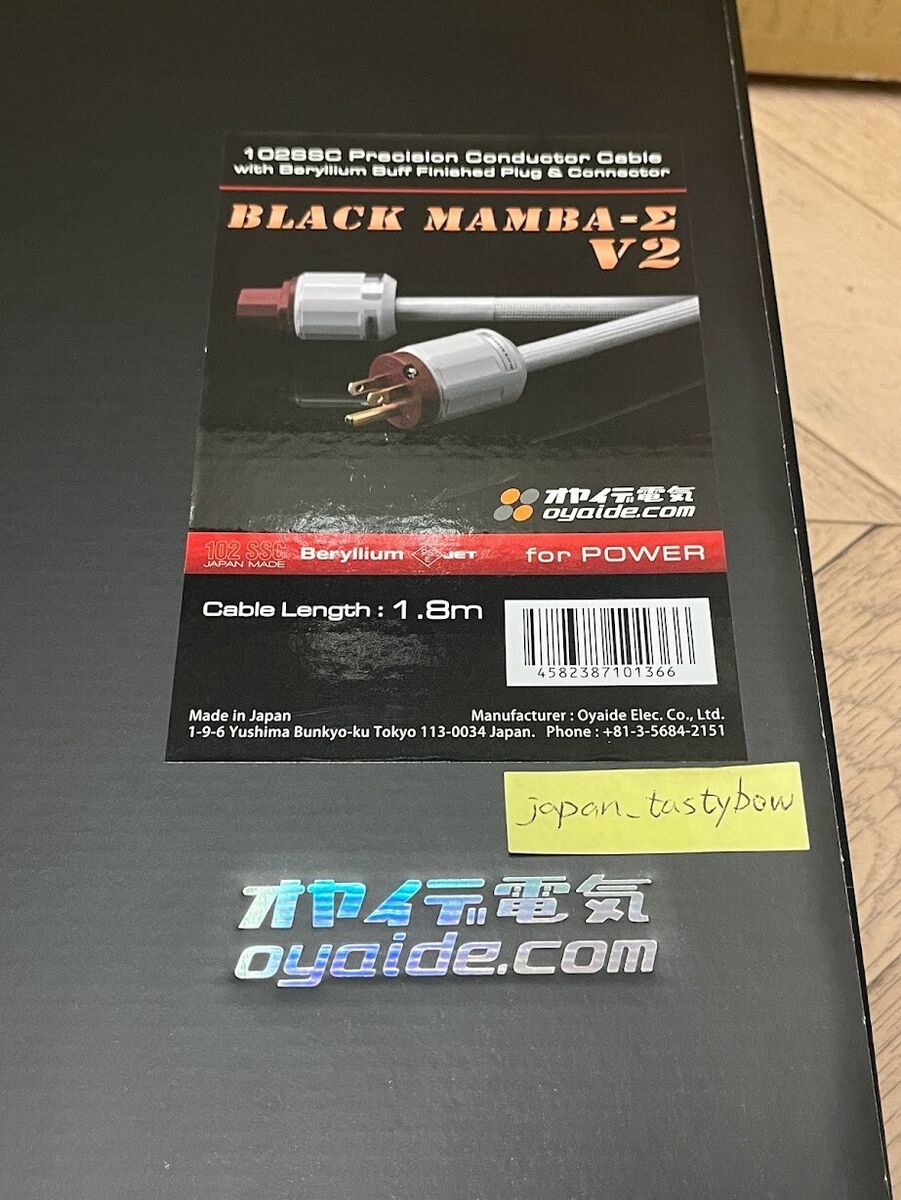 102SSC Precision Conductor Cable
with Beryllium Buff Finished Plug & Connector
BLACK MAMBA-Σ
V2
オヤイデ電気
oyaide.com
102 SSC
JAPAN MADE
Beryllium
PS
E
JET
for POWER
Cable Length : 1.8m
4582387101366
Made in Japan
Manufacturer : Oyaide Elec. Co., Ltd.
1-9-6 Yushima Bunkyo-ku Tokyo 113-0034 Japan. Phone : +81-3-5684-2151
japan_tastybow
オヤイデ電気
oyaide.com